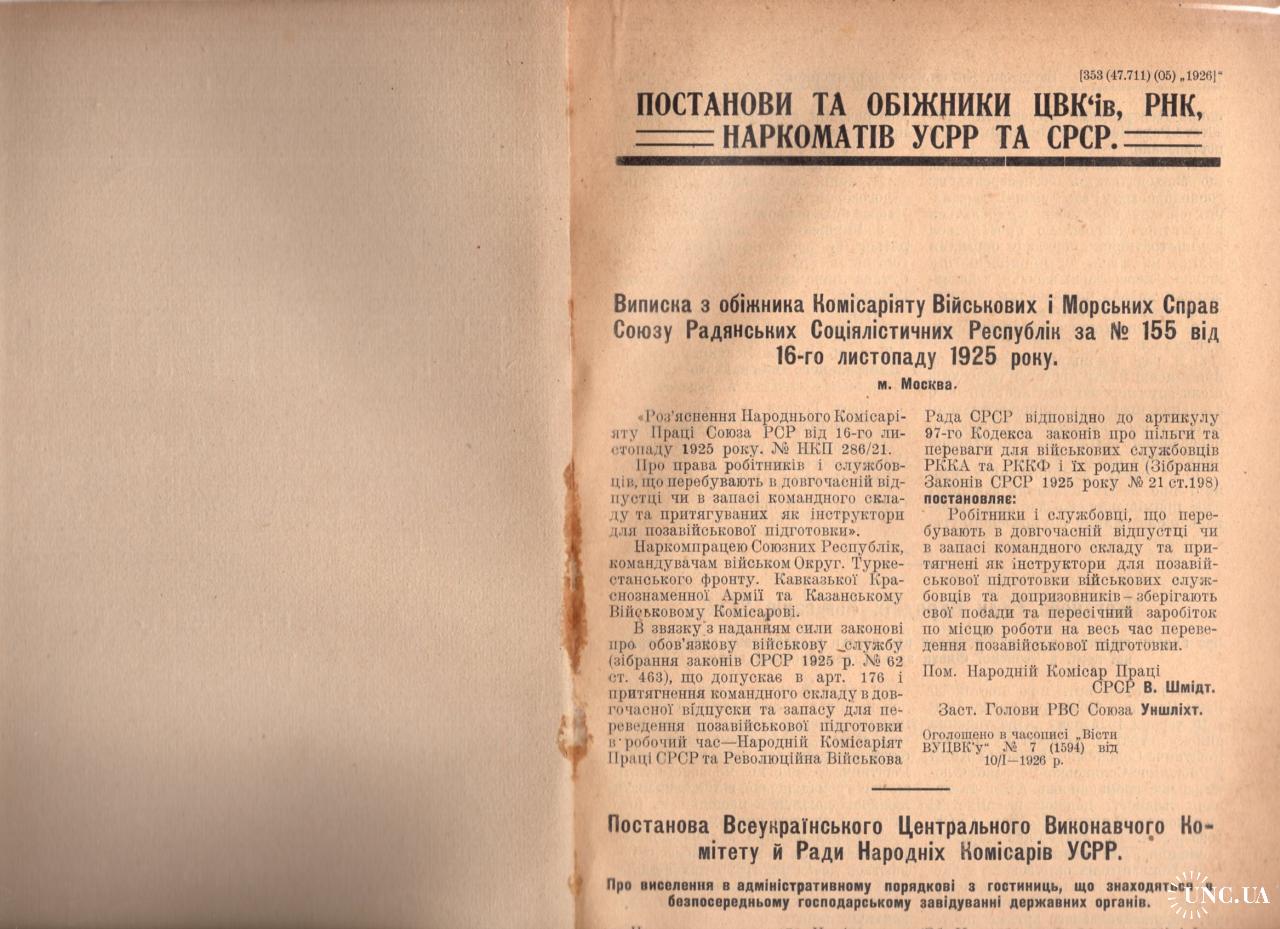 [353 (47.711) (05) „1926]“
ПОСТАНОВИ ТА ОБІЖНИКИ ЦВК‘ів, РНК,
НАРКОМАТІВ УСРР ТА СРСР.
Виписка з обіжника Комісаріяту Військових і Морських Справ
Союзу Радянських Соціялістичних Республік за № 155 від
16-го листопаду 1925 року.
м. Москва.
«Роз'яснення Народнього Комісарі-
яту Праці Союза РСР від 16-го ли-
стопаду 1925 року. № НКП 286/21.
Про права робітників і службов-
ців, що перебувають в довгочасній від-
пустці чи в запасі командного скла-
ду та притягуваних як інструктори
для позавійськової підготовки».
Наркомпрацею Союзних Республік,
командувачам військом Округ. Турке-
станського фронту. Кавказької Кра-
снознаменної Армії та Казанському
Військовому Комісарові.
В звязку з наданням сили законові
про обов'язкову військову службу
(зібрання законів СРСР 1925 р. № 62
ст. 463), що допускає в арт. 176 і
притягнення командного складу в дов-
гочасної відпуски та запасу для пе-
реведення позавійськової підготовки
в робочий час—Народній Комісаріят
Праці СРСР та Революційна Військова
Рада СРСР відповідно до артикулу
97-го Кодекса законів про пільги та
переваги для військових службовців
РККА та РККФ і їх родин (Зібрання
Законів СРСР 1925 року № 21 ст.198)
постановляє:
Робітники і службовці, що пере-
бувають в довгочасній відпустці чи
в запасі командного складу та при-
тягнені як інструктори для позавій-
ськової підготовки військових служ-
бовців та допризовників – зберігають
свої посади та пересічний заробіток
по місцю роботи на весь час переве-
дення позавійськової підготовки.
Пом. Народній Комісар Праці
СРСР В. Шмідт.
Заст. Голови РВС Союза Уншліхт.
Оголошено в часописі „Вісти
ВУЦВК'у“ № 7 (1594) від
10/I—1926 р.
Постанова Всеукраїнського Центрального Виконавчого Ко-
мітету й Ради Народніх Комісарів УСРР.
Про виселення в адміністративному порядкові з гостиниць, що знаходяться
безпосередньому господарському завідуванні державних органів.
UNC.UA